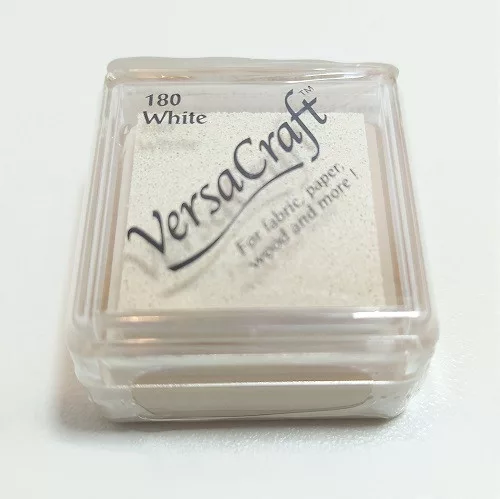 180
White
VersaCraft™
For fabric, paper,
wood and more !